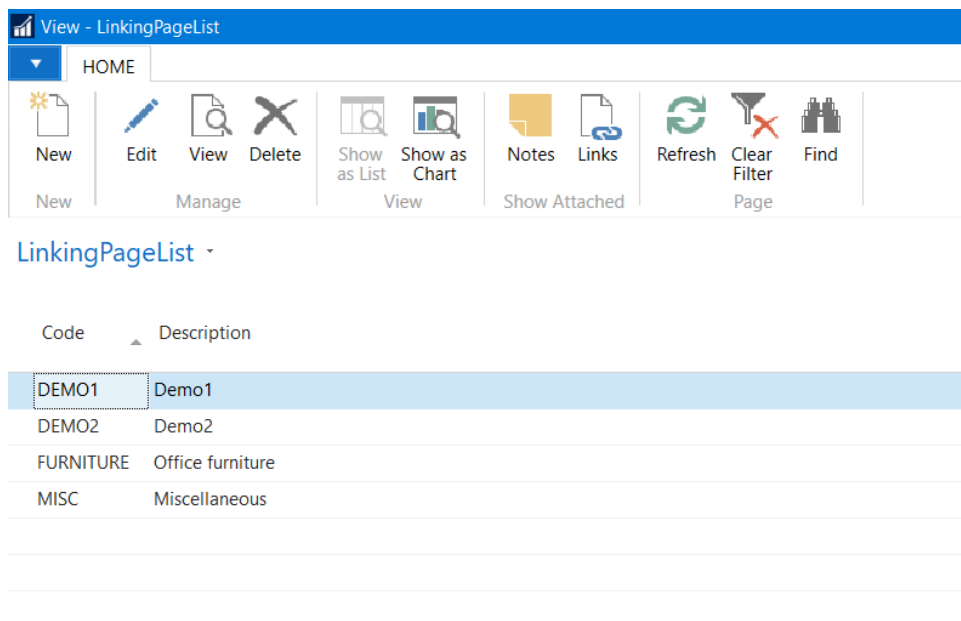 View - LinkingPageList
HOME
New Edit View Delete Show as List Show as Chart Notes Links Refresh Clear Filter Find
New Manage View Show Attached Page
LinkingPageList
Code Description
DEMO1 Demo1
DEMO2 Demo2
FURNITURE Office furniture
MISC Miscellaneous